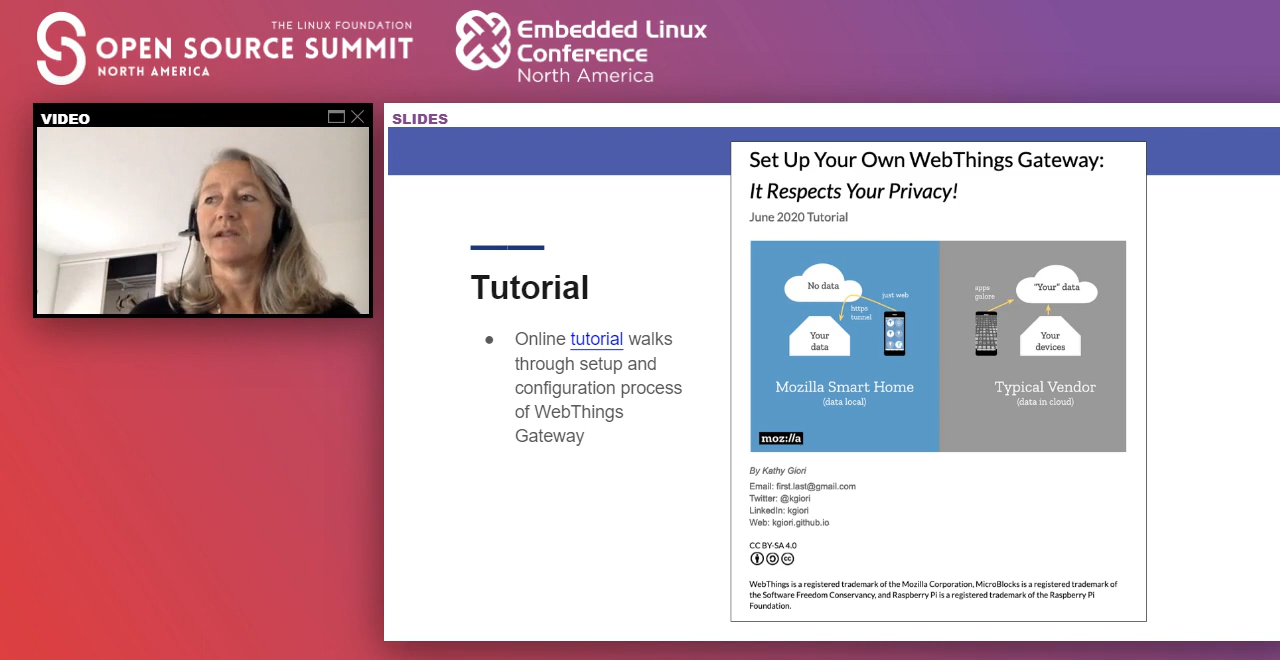 THE LINUX FOUNDATION
OPEN SOURCE SUMMIT
NORTH AMERICA
Embedded Linux
Conference
North America
VIDEO
SLIDES
Tutorial
● Online tutorial walks
through setup and
configuration process
of WebThings
Gateway
Set Up Your Own WebThings Gateway:
It Respects Your Privacy!
June 2020 Tutorial
No data
just web
https
tunnel
Your
data
Mozilla Smart Home
(data local)
moz://a
apps
galore
"Your" data
Your
devices
Typical Vendor
(data in cloud)
By Kathy Giori
Email: first.last@gmail.com
Twitter: @kgiori
LinkedIn: kgiori
Web: kgiori.github.io
CC BY-SA 4.0
WebThings is a registered trademark of the Mozilla Corporation, MicroBlocks is a registered trademark of
the Software Freedom Conservancy, and Raspberry Pi is a registered trademark of the Raspberry Pi
Foundation.